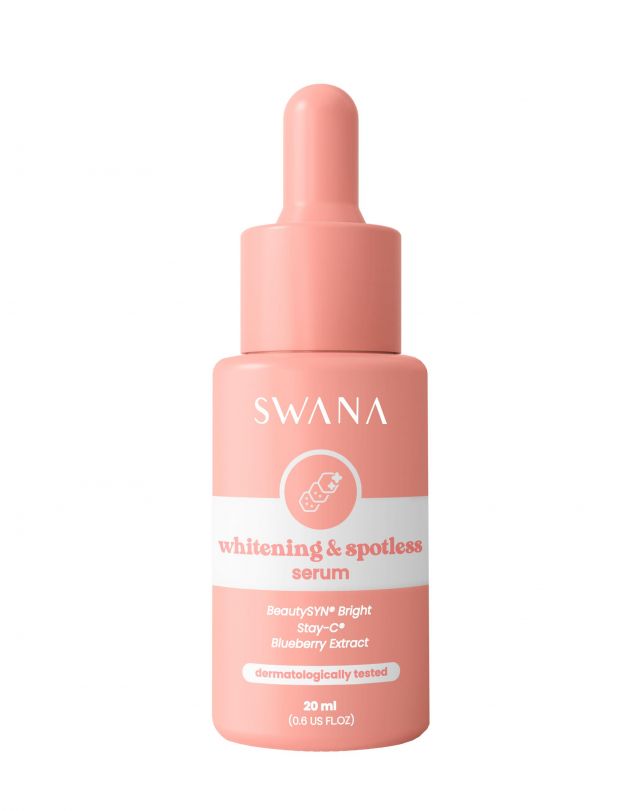 SWANA
whitening & spotless
serum
BeautySYN® Bright
Stay-C®
Blueberry Extract
dermatologically tested
20 ml
(0.6 US FLOZ)